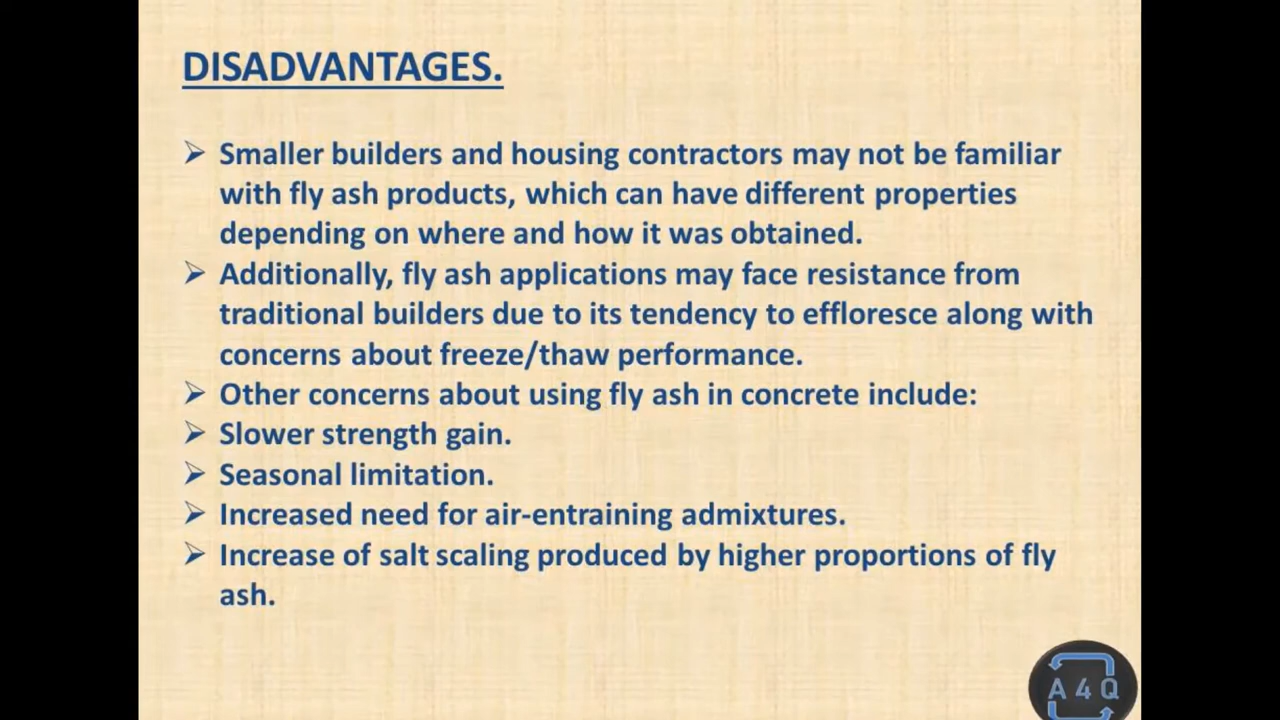 DISADVANTAGES.
➢ Smaller builders and housing contractors may not be familiar
with fly ash products, which can have different properties
depending on where and how it was obtained.
➢ Additionally, fly ash applications may face resistance from
traditional builders due to its tendency to effloresce along with
concerns about freeze/thaw performance.
➢ Other concerns about using fly ash in concrete include:
➢ Slower strength gain.
➢ Seasonal limitation.
➢ Increased need for air-entraining admixtures.
➢ Increase of salt scaling produced by higher proportions of fly
ash.
A 4 Q